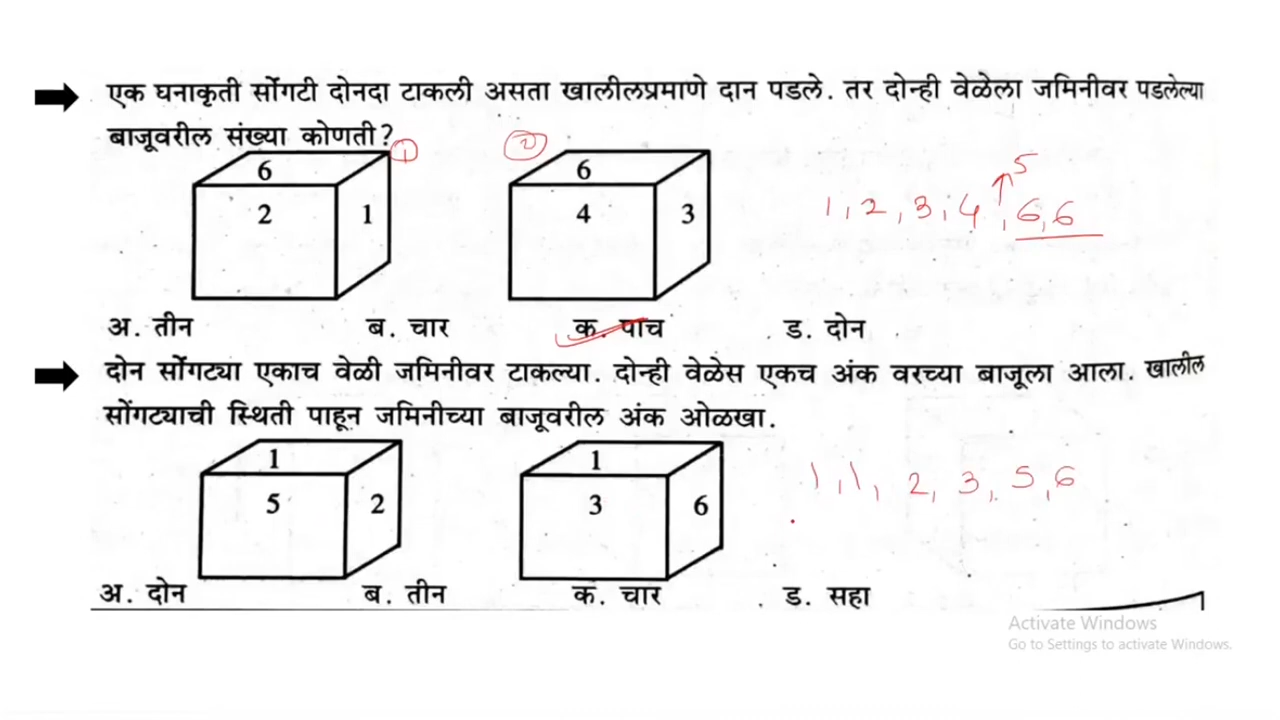 एक घनाकृती सोंगटी दोनदा टाकली असता खालीलप्रमाणे दान पडले. तर दोन्ही वेळेला जमिनीवर पडलेल्या
बाजूवरील संख्या कोणती?
1
2
6
2
1
6
4
3
5
1, 2, 3, 4, 6, 6
अ. तीन ब. चार क. पाच ड. दोन
दोन सोंगट्या एकाच वेळी जमिनीवर टाकल्या. दोन्ही वेळेस एकच अंक वरच्या बाजूला आला. खालील
सोंगट्याची स्थिती पाहून जमिनीच्या बाजूवरील अंक ओळखा.
1
5
2
1
3
6
1, 1, 2, 3, 5, 6
अ. दोन ब. तीन क. चार ड. सहा
Activate Windows
Go to Settings to activate Windows.